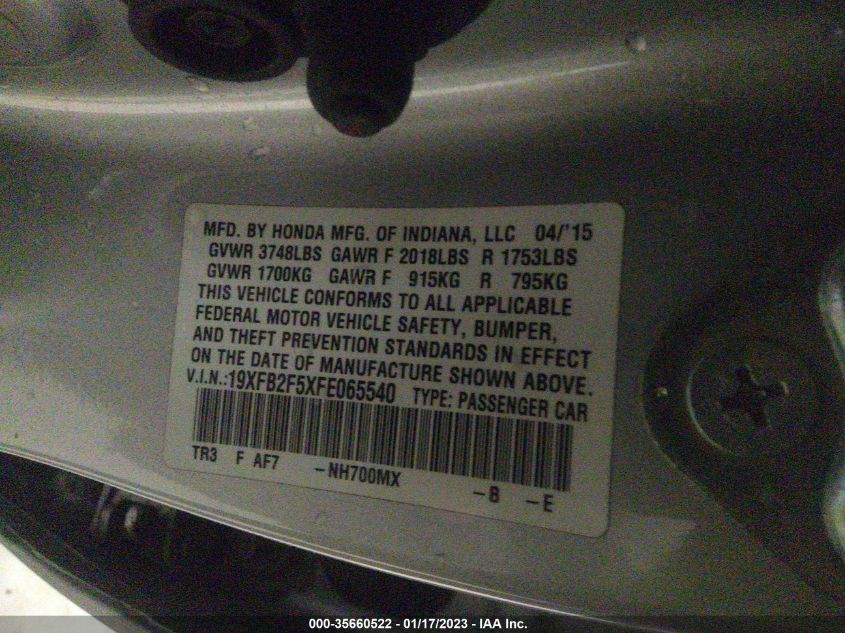 MFD. BY HONDA MFG. OF INDIANA, LLC 04/'15
GVWR 3748LBS GAWR F 2018LBS R 1753LBS
GVWR 1700KG GAWR F 915KG R 795KG
THIS VEHICLE CONFORMS TO ALL APPLICABLE
FEDERAL MOTOR VEHICLE SAFETY, BUMPER,
AND THEFT PREVENTION STANDARDS IN EFFECT
ON THE DATE OF MANUFACTURE SHOWN ABOVE.
V.I.N.:19XFB2F5XFE065540 TYPE: PASSENGER CAR
TR3 F AF7 -NH700MX -B -E
000-35660522 - 01/17/2023 - IAA Inc.